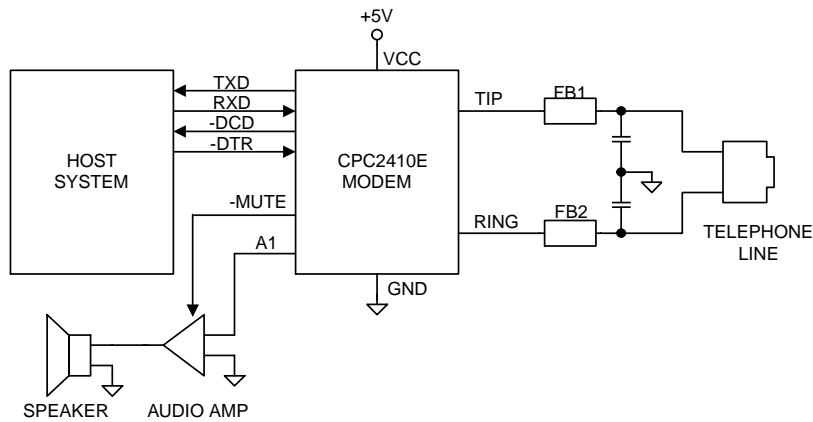 +5V
VCC
TXD
RXD
-DCD
-DTR
HOST
SYSTEM
CPC2410E
MODEM
TIP
FB1
-MUTE
A1
RING
FB2
TELEPHONE
LINE
GND
SPEAKER
AUDIO AMP